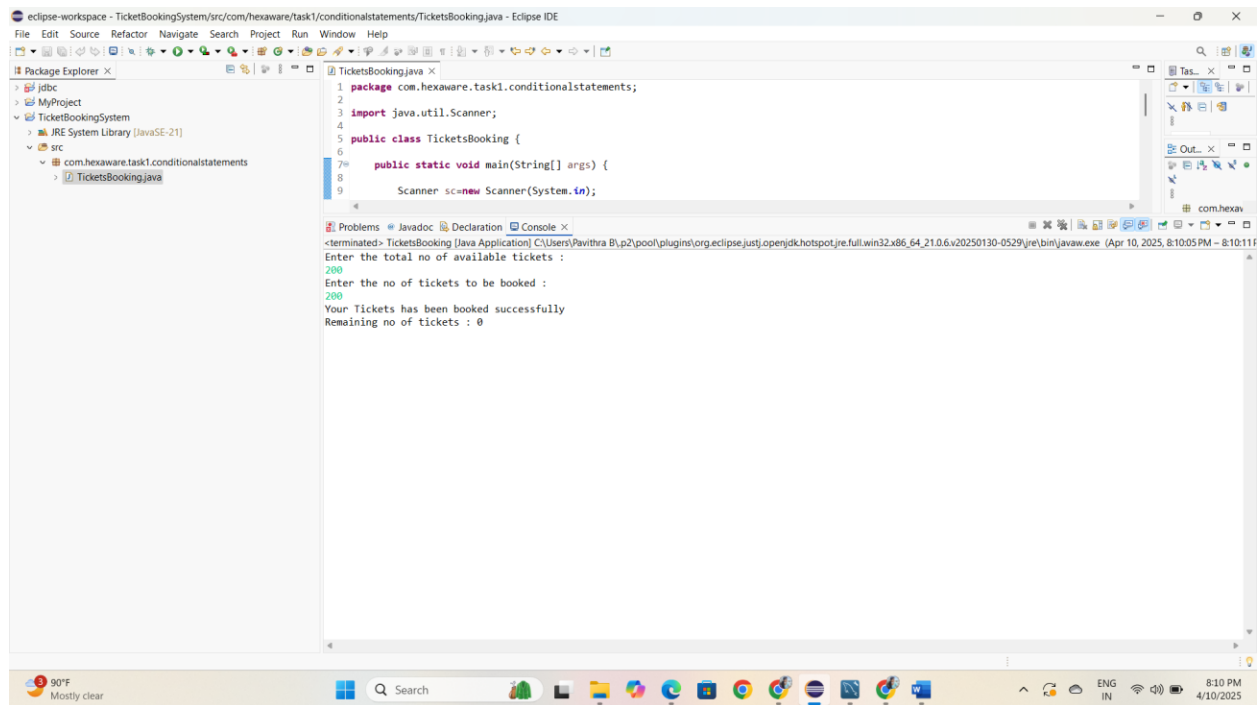 eclipse-workspace - TicketBookingSystem/src/com/hexaware/task1/conditionalstatements/TicketsBooking.java - Eclipse IDE
File Edit Source Refactor Navigate Search Project Run Window Help
Package Explorer
jdbc
MyProject
TicketBookingSystem
JRE System Library [JavaSE-21]
src
com.hexaware.task1.conditionalstatements
TicketsBooking.java
TicketsBooking.java
1 package com.hexaware.task1.conditionalstatements;
2
3 import java.util.Scanner;
4
5 public class TicketsBooking {
6
7 public static void main(String[] args) {
8
9 Scanner sc=new Scanner(System.in);
Tas...
Out...
com.hexav
Problems Javadoc Declaration Console
<terminated> TicketsBooking [Java Application] C:\Users\Pavithra B\.p2\pool\plugins\org.eclipse.justj.openjdk.hotspot.jre.full.win32.x86_64_21.0.6.v20250130-0529\jre\bin\javaw.exe (Apr 10, 2025, 8:10:05 PM – 8:10:11 P
Enter the total no of available tickets :
200
Enter the no of tickets to be booked :
200
Your Tickets has been booked successfully
Remaining no of tickets : 0
3
90°F
Mostly clear
Search
ENG
IN
8:10 PM
4/10/2025